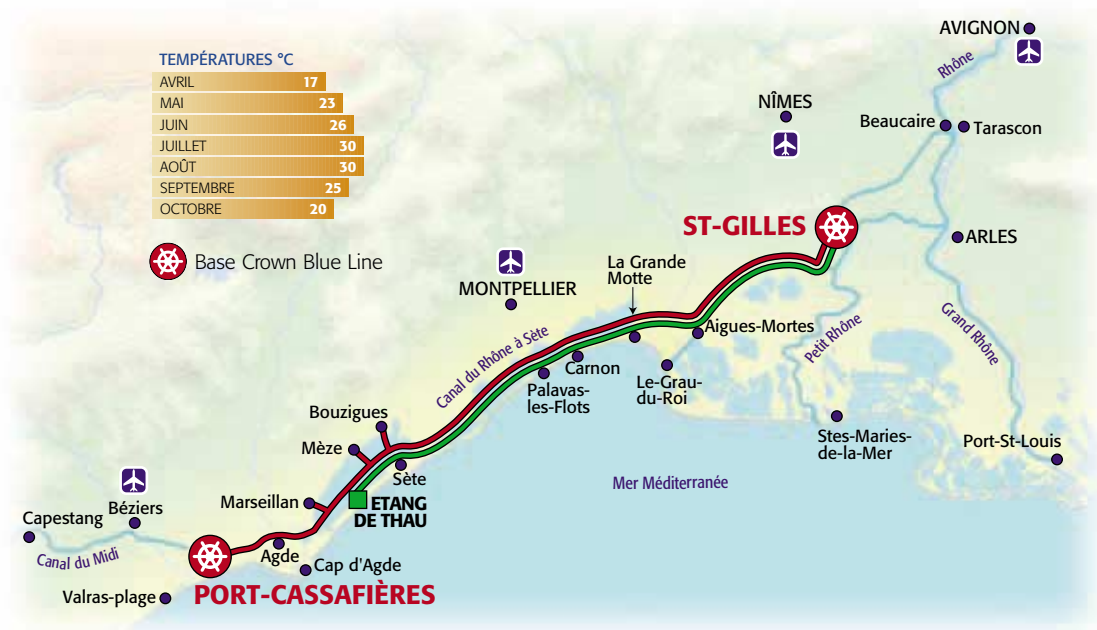 TEMPÉRATURES °C
AVRIL 17
MAI 23
JUIN 26
JUILLET 30
AOÛT 30
SEPTEMBRE 25
OCTOBRE 20
Base Crown Blue Line
AVIGNON
Rhône
NÎMES
Beaucaire
Tarascon
ST-GILLES
ARLES
La Grande
Motte
MONTPELLIER
Aigues-Mortes
Petit Rhône
Grand Rhône
Canal du Rhône à Sète
Carnon
Palavas-
les-Flots
Le-Grau-
du-Roi
Bouzigues
Mèze
Stes-Maries-
de-la-Mer
Port-St-Louis
Sète
Mer Méditerranée
Marseillan
ETANG
DE THAU
Béziers
Capestang
Canal du Midi
Agde
Cap d'Agde
Valras-plage
PORT-CASSAFIÈRES